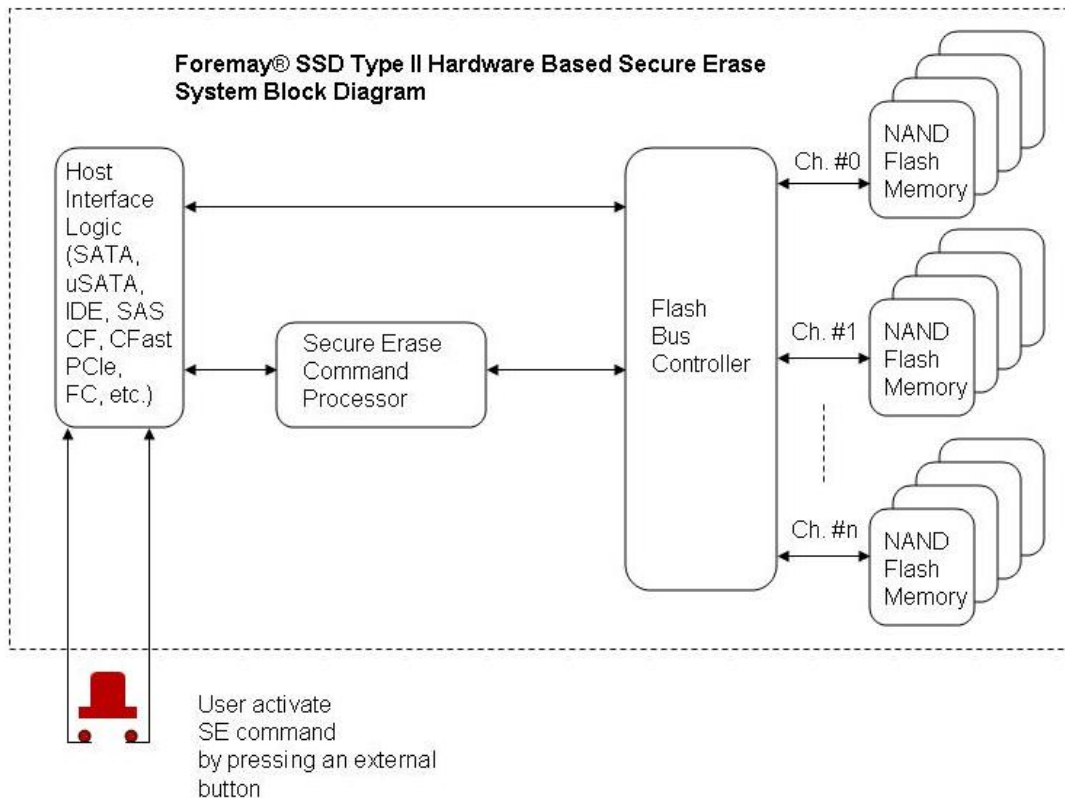 Foremay® SSD Type II Hardware Based Secure Erase
System Block Diagram
Host
Interface
Logic
(SATA,
uSATA,
IDE, SAS
CF, CFast
PCIe,
FC, etc.)
Secure Erase
Command
Processor
Flash
Bus
Controller
Ch. #0
NAND
Flash
Memory
Ch. #1
NAND
Flash
Memory
Ch. #n
NAND
Flash
Memory
User activate
SE command
by pressing an external
button